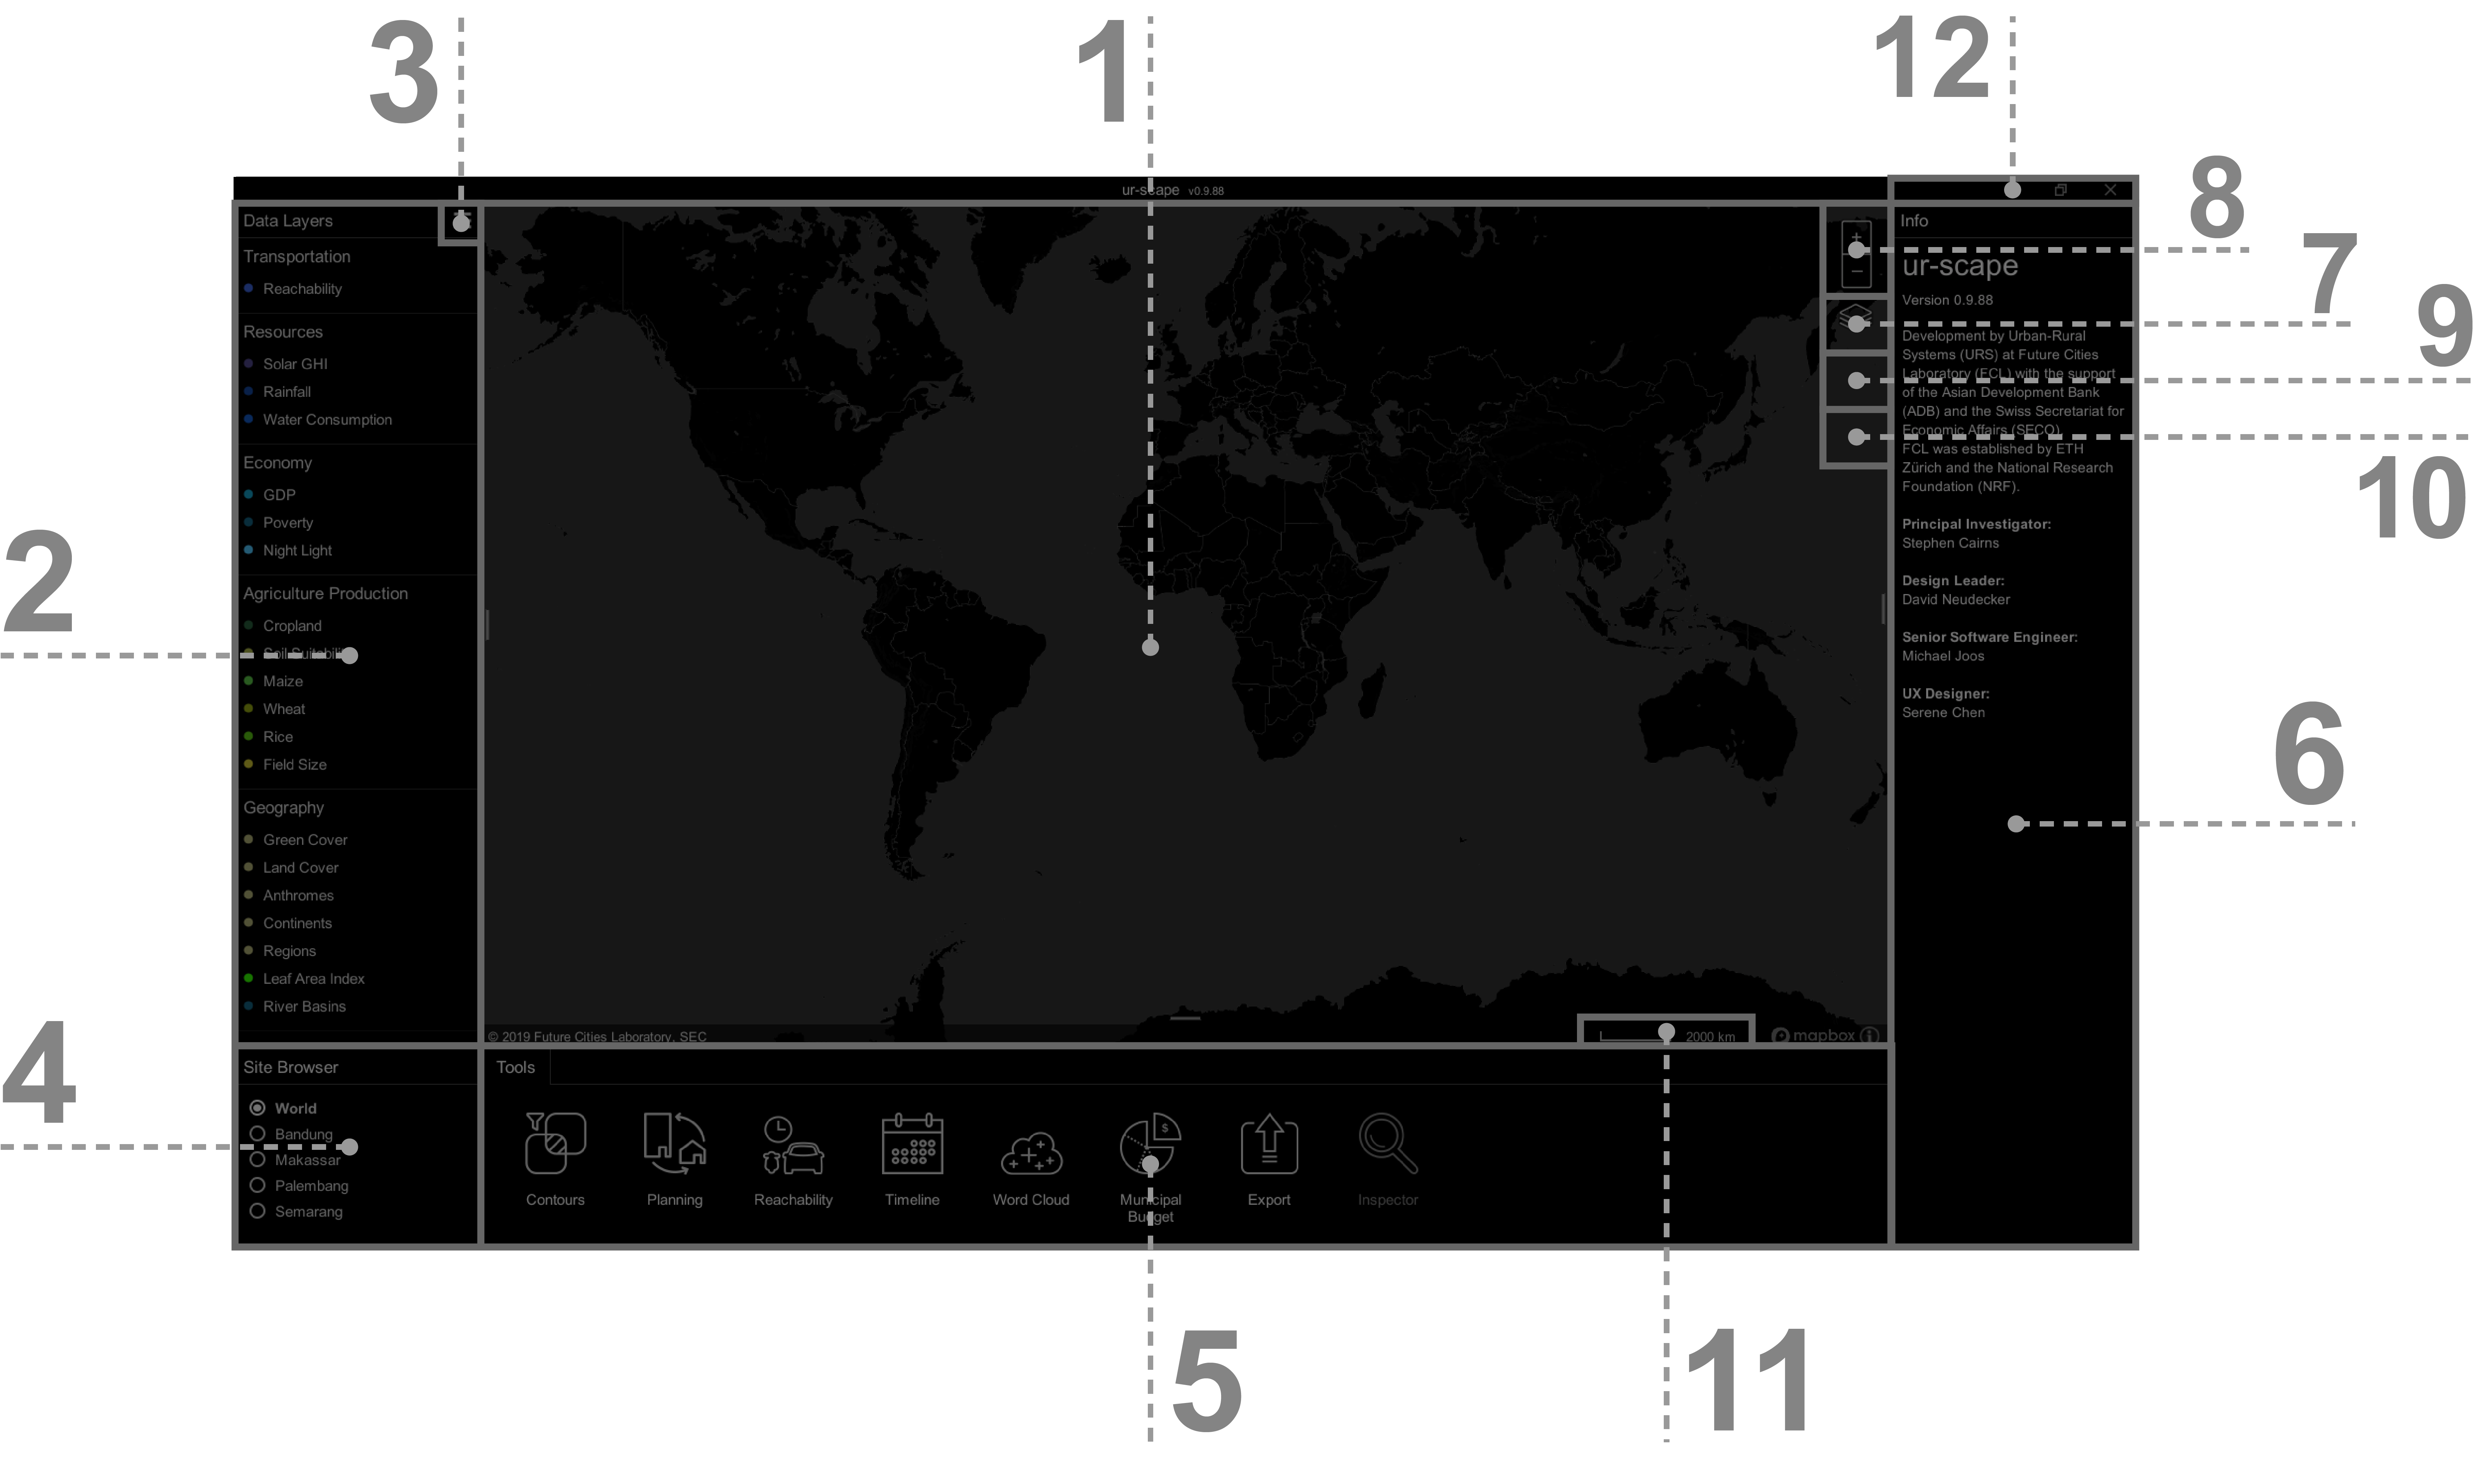 3
1
12
8
7
9
10
2
6
4
5
11
ur-scape v0.9.88
Data Layers
Transportation
Reachability
Resources
Solar GHI
Rainfall
Water Consumption
Economy
GDP
Poverty
Night Light
Agriculture Production
Cropland
Soil Suitability
Maize
Wheat
Rice
Field Size
Geography
Green Cover
Land Cover
Anthromes
Continents
Regions
Leaf Area Index
River Basins
Site Browser
World
Bandung
Makassar
Palembang
Semarang
© 2019 Future Cities Laboratory, SEC
2000 km
mapbox
Tools
Contours
Planning
Reachability
Timeline
Word Cloud
Municipal
Budget
Export
Inspector
Info
ur-scape
Version 0.9.88
Development by Urban-Rural
Systems (URS) at Future Cities
Laboratory (FCL) with the support
of the Asian Development Bank
(ADB) and the Swiss Secretariat for
Economic Affairs (SECO).
FCL was established by ETH
Zürich and the National Research
Foundation (NRF).
Principal Investigator:
Stephen Cairns
Design Leader:
David Neudecker
Senior Software Engineer:
Michael Joos
UX Designer:
Serene Chen